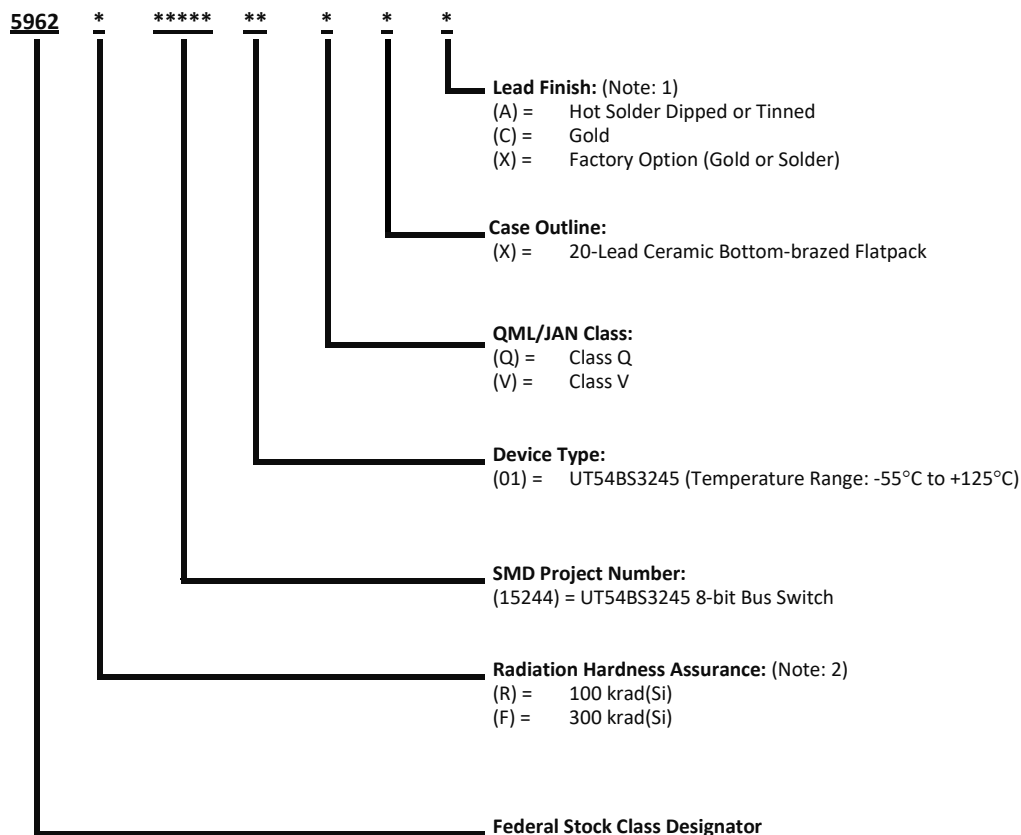 5962 * ***** ** * * *
Lead Finish: (Note: 1)
(A) = Hot Solder Dipped or Tinned
(C) = Gold
(X) = Factory Option (Gold or Solder)
Case Outline:
(X) = 20-Lead Ceramic Bottom-brazed Flatpack
QML/JAN Class:
(Q) = Class Q
(V) = Class V
Device Type:
(01) = UT54BS3245 (Temperature Range: -55°C to +125°C)
SMD Project Number:
(15244) = UT54BS3245 8-bit Bus Switch
Radiation Hardness Assurance: (Note: 2)
(R) = 100 krad(Si)
(F) = 300 krad(Si)
Federal Stock Class Designator